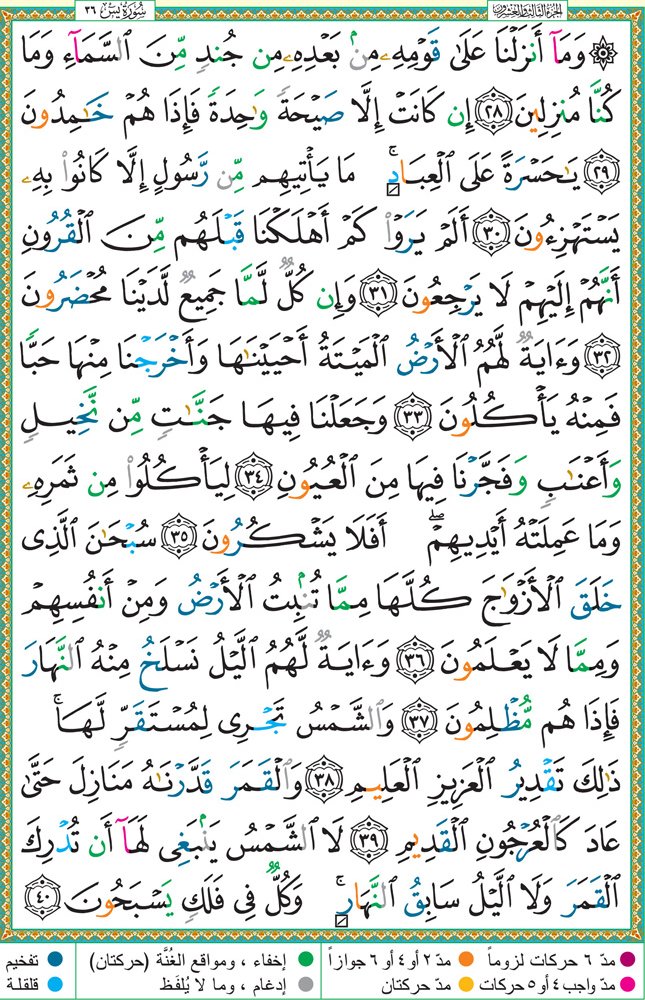 الجزء الثالث والعشرون
سُورَةُ يسٓ ٣٦
۞ وَمَآ أَنزَلْنَا عَلَىٰ قَوْمِهِۦ مِنۢ بَعْدِهِۦ مِن جُندٍ مِّنَ ٱلسَّمَآءِ وَمَا
كُنَّا مُنزِلِينَ ٢٨ إِن كَانَتْ إِلَّا صَيْحَةً وَٰحِدَةً فَإِذَا هُمْ خَـٰمِدُونَ
٢٩ يَـٰحَسْرَةً عَلَى ٱلْعِبَادِ ۚ مَا يَأْتِيهِم مِّن رَّسُولٍ إِلَّا كَانُوا۟ بِهِۦ
يَسْتَهْزِءُونَ ٣٠ أَلَمْ يَرَوْا۟ كَمْ أَهْلَكْنَا قَبْلَهُم مِّنَ ٱلْقُرُونِ
أَنَّهُمْ إِلَيْهِمْ لَا يَرْجِعُونَ ٣١ وَإِن كُلٌّ لَّمَّا جَمِيعٌ لَّدَيْنَا مُحْضَرُونَ
٣٢ وَءَايَةٌ لَّهُمُ ٱلْأَرْضُ ٱلْمَيْتَةُ أَحْيَيْنَـٰهَا وَأَخْرَجْنَا مِنْهَا حَبًّا
فَمِنْهُ يَأْكُلُونَ ٣٣ وَجَعَلْنَا فِيهَا جَنَّـٰتٍ مِّن نَّخِيلٍ
وَأَعْنَـٰبٍ وَفَجَّرْنَا فِيهَا مِنَ ٱلْعُيُونِ ٣٤ لِيَأْكُلُوا۟ مِن ثَمَرِهِۦ
وَمَا عَمِلَتْهُ أَيْدِيهِمْ ۖ أَفَلَا يَشْكُرُونَ ٣٥ سُبْحَـٰنَ ٱلَّذِى
خَلَقَ ٱلْأَزْوَٰجَ كُلَّهَا مِمَّا تُنۢبِتُ ٱلْأَرْضُ وَمِنْ أَنفُسِهِمْ
وَمِمَّا لَا يَعْلَمُونَ ٣٦ وَءَايَةٌ لَّهُمُ ٱلَّيْلُ نَسْلَخُ مِنْهُ ٱلنَّهَارَ
فَإِذَا هُم مُّظْلِمُونَ ٣٧ وَٱلشَّمْسُ تَجْرِى لِمُسْتَقَرٍّ لَّهَا ۚ
ذَٰلِكَ تَقْدِيرُ ٱلْعَزِيزِ ٱلْعَلِيمِ ٣٨ وَٱلْقَمَرَ قَدَّرْنَـٰهُ مَنَازِلَ حَتَّىٰ
عَادَ كَٱلْعُرْجُونِ ٱلْقَدِيمِ ٣٩ لَا ٱلشَّمْسُ يَنۢبَغِى لَهَآ أَن تُدْرِكَ
ٱلْقَمَرَ وَلَا ٱلَّيْلُ سَابِقُ ٱلنَّهَارِ ۚ وَكُلٌّ فِى فَلَكٍ يَسْبَحُونَ ٤٠
مدّ ٦ حركات لزوماً مدّ ٢ أو ٤ أو ٦ جوازاً إخفاء ، ومواقع الغُنَّة (حركتان) تفخيم
مدّ واجب ٤ أو ٥ حركات مدّ حركتان إدغام ، وما لا يُلفَظ قلقلة